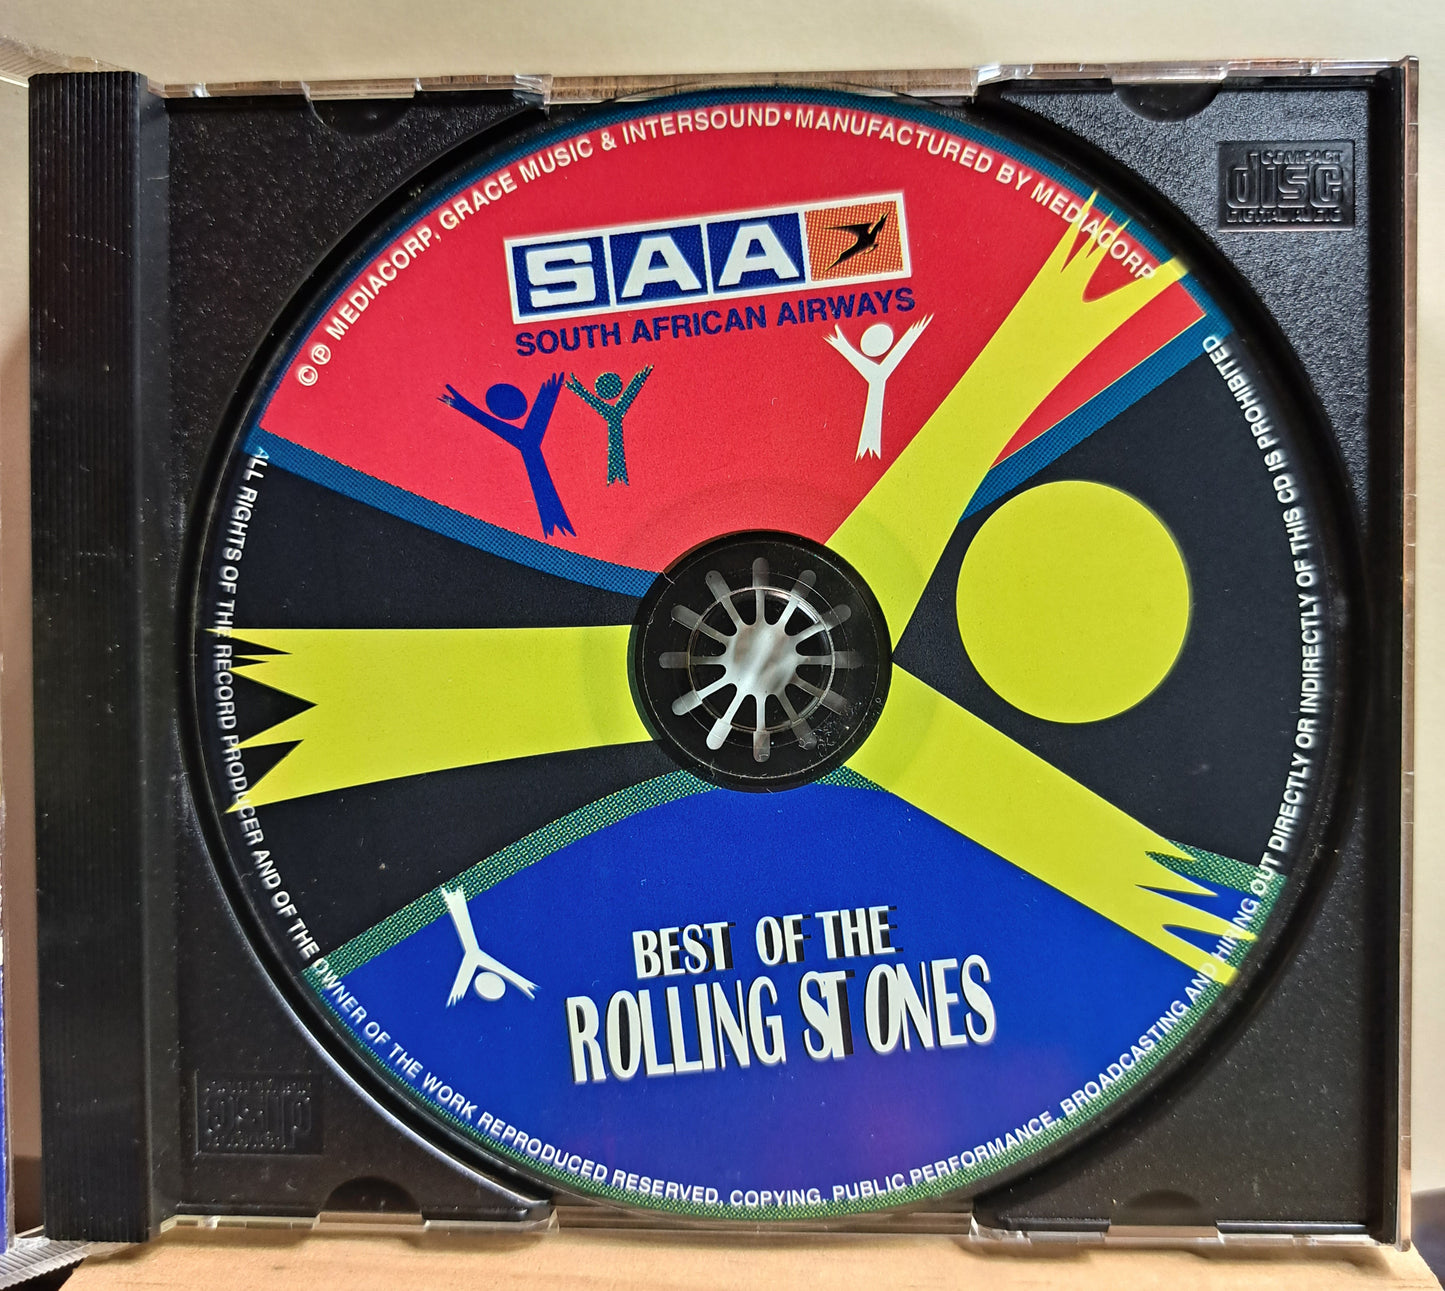 © ℗ MEDIACORP, GRACE MUSIC & INTERSOUND • MANUFACTURED BY MEDIACORP
SAA
SOUTH AFRICAN AIRWAYS
COMPACT
disc
DIGITAL AUDIO
BEST OF THE
ROLLING STONES
ALL RIGHTS OF THE RECORD PRODUCER AND OF THE OWNER OF THE WORK REPRODUCED RESERVED. COPYING, PUBLIC PERFORMANCE, BROADCASTING AND HIRING OUT DIRECTLY OR INDIRECTLY OF THIS CD IS PROHIBITED